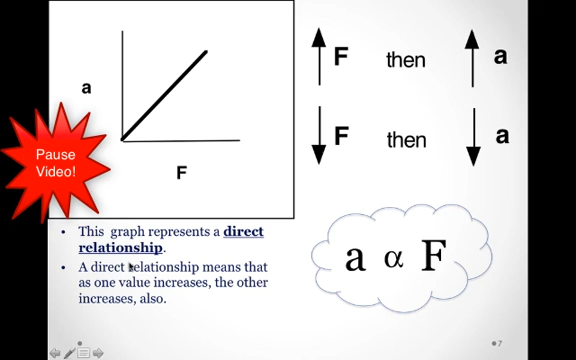 a
F
Pause
Video!
F then a
F then a
• This graph represents a direct
relationship.
• A direct relationship means that
as one value increases, the other
increases, also.
a α F
7